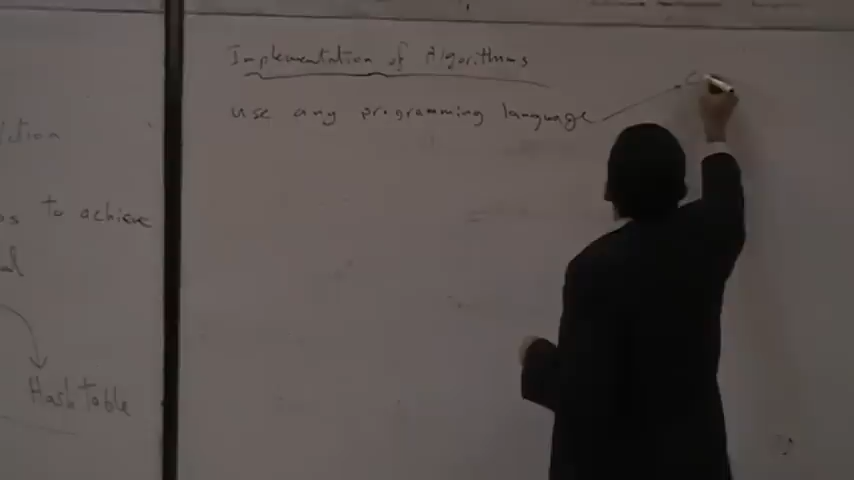 Implementation of Algorithms
use any programming language
C
to achieve
Hash Table